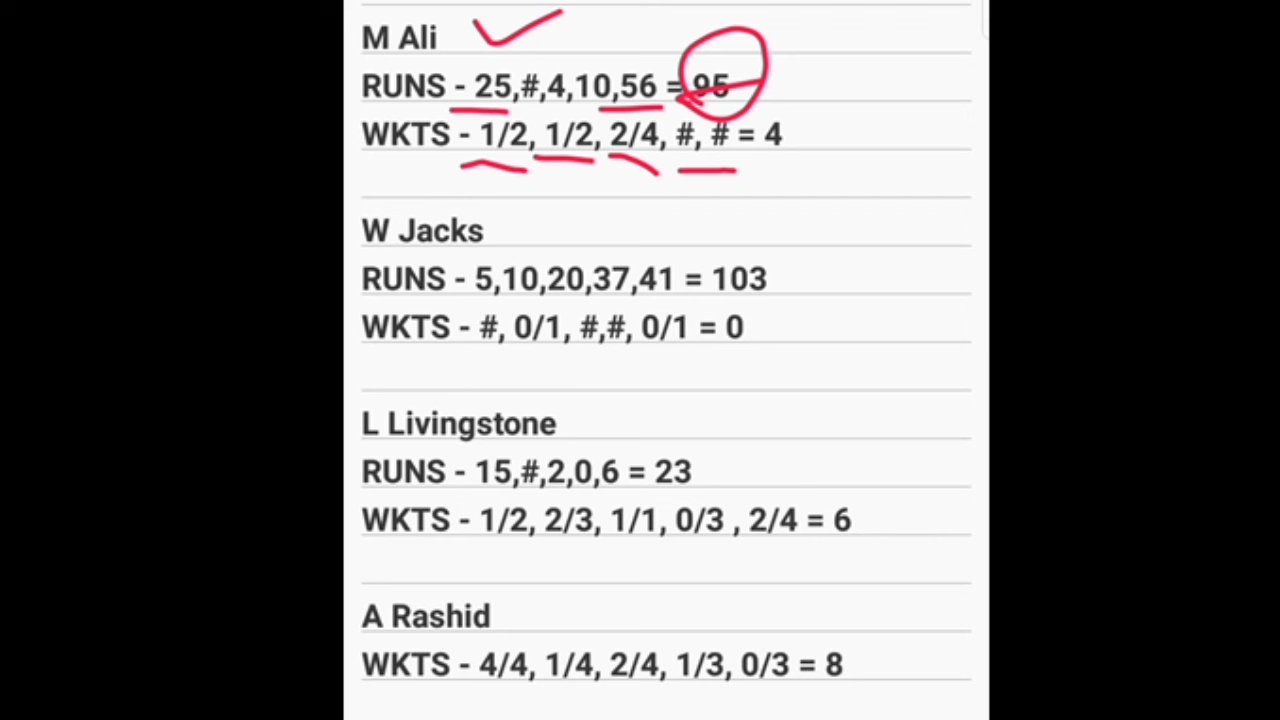 M Ali
RUNS - 25,#,4,10,56 = 95
WKTS - 1/2, 1/2, 2/4, #, # = 4
W Jacks
RUNS - 5,10,20,37,41 = 103
WKTS - #, 0/1, #,#, 0/1 = 0
L Livingstone
RUNS - 15,#,2,0,6 = 23
WKTS - 1/2, 2/3, 1/1, 0/3 , 2/4 = 6
A Rashid
WKTS - 4/4, 1/4, 2/4, 1/3, 0/3 = 8